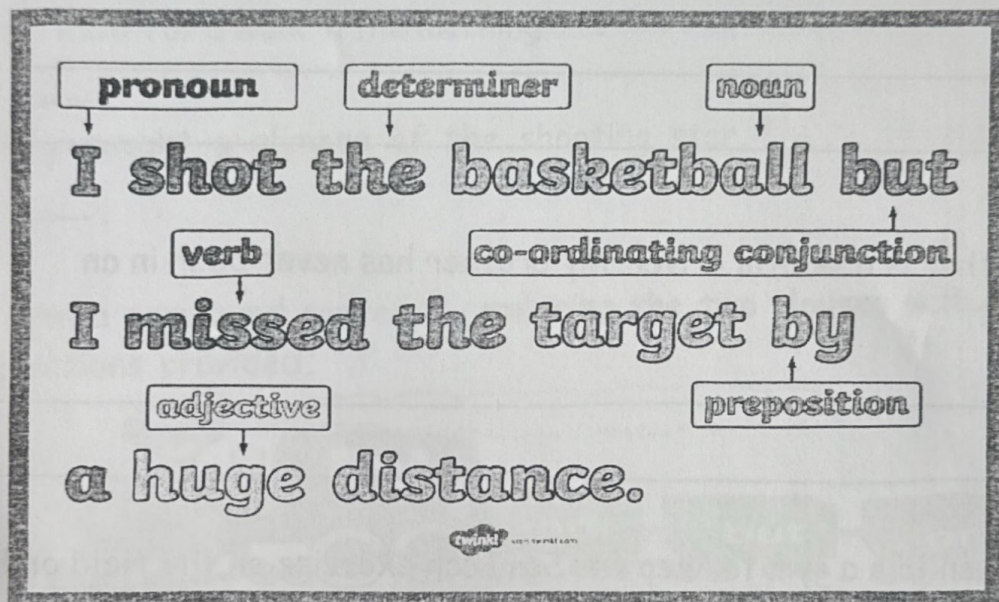 pronoun determiner noun
I shot the basketball but
verb co-ordinating conjunction
I missed the target by
adjective preposition
a huge distance.
twinkl